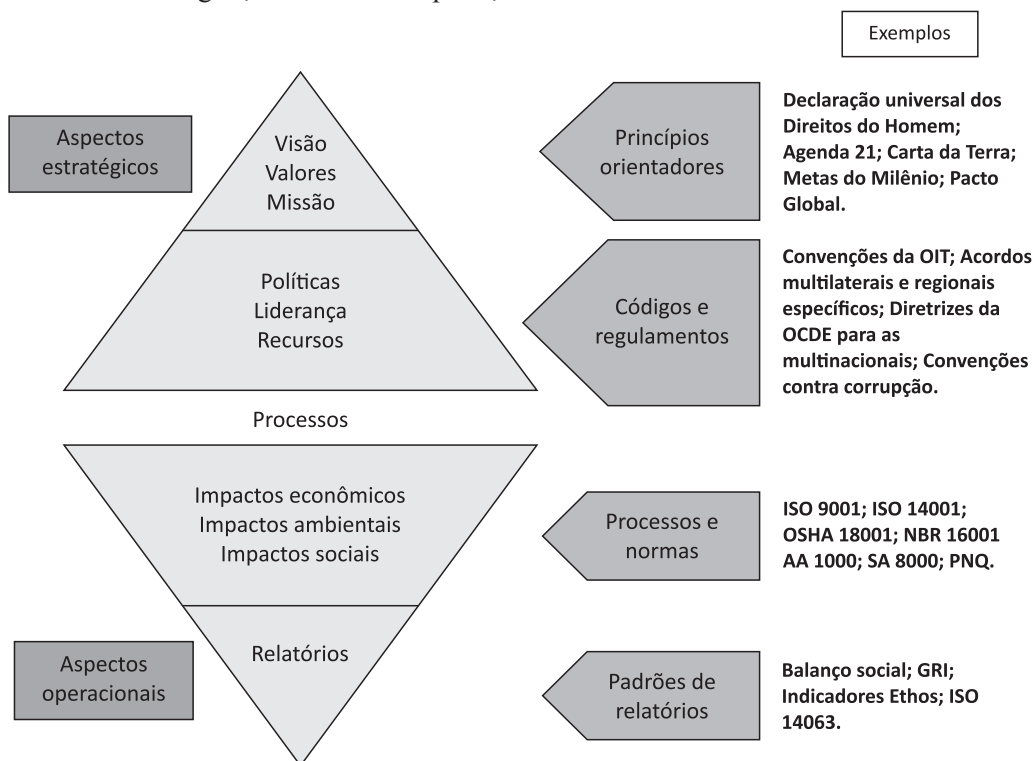 Exemplos
Aspectos
estratégicos
Visão
Valores
Missão
Princípios
orientadores
Declaração universal dos
Direitos do Homem;
Agenda 21; Carta da Terra;
Metas do Milênio; Pacto
Global.
Políticas
Liderança
Recursos
Códigos e
regulamentos
Convenções da OIT; Acordos
multilaterais e regionais
específicos; Diretrizes da
OCDE para as
multinacionais; Convenções
contra corrupção.
Processos
Impactos econômicos
Impactos ambientais
Impactos sociais
Processos e
normas
ISO 9001; ISO 14001;
OSHA 18001; NBR 16001
AA 1000; SA 8000; PNQ.
Aspectos
operacionais
Relatórios
Padrões de
relatórios
Balanço social; GRI;
Indicadores Ethos; ISO
14063.